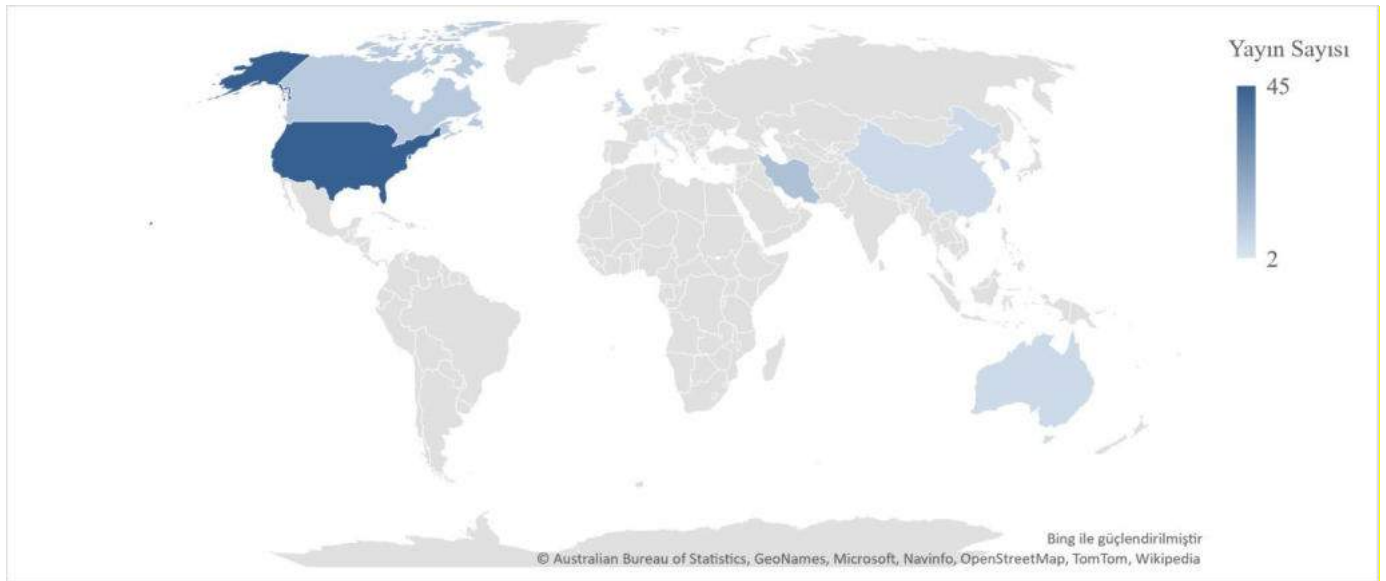 Yayın Sayısı
45
2
Bing ile güçlendirilmiştir
© Australian Bureau of Statistics, GeoNames, Microsoft, Navinfo, OpenStreetMap, TomTom, Wikipedia